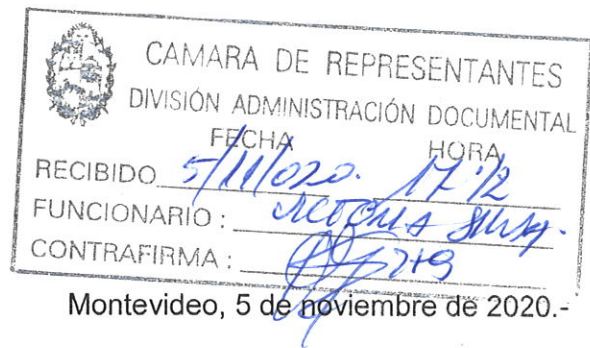 CAMARA DE REPRESENTANTES
DIVISIÓN ADMINISTRACIÓN DOCUMENTAL
FECHA HORA
RECIBIDO 5/11/020. 17:12
FUNCIONARIO :
CONTRAFIRMA :
Montevideo, 5 de noviembre de 2020.-